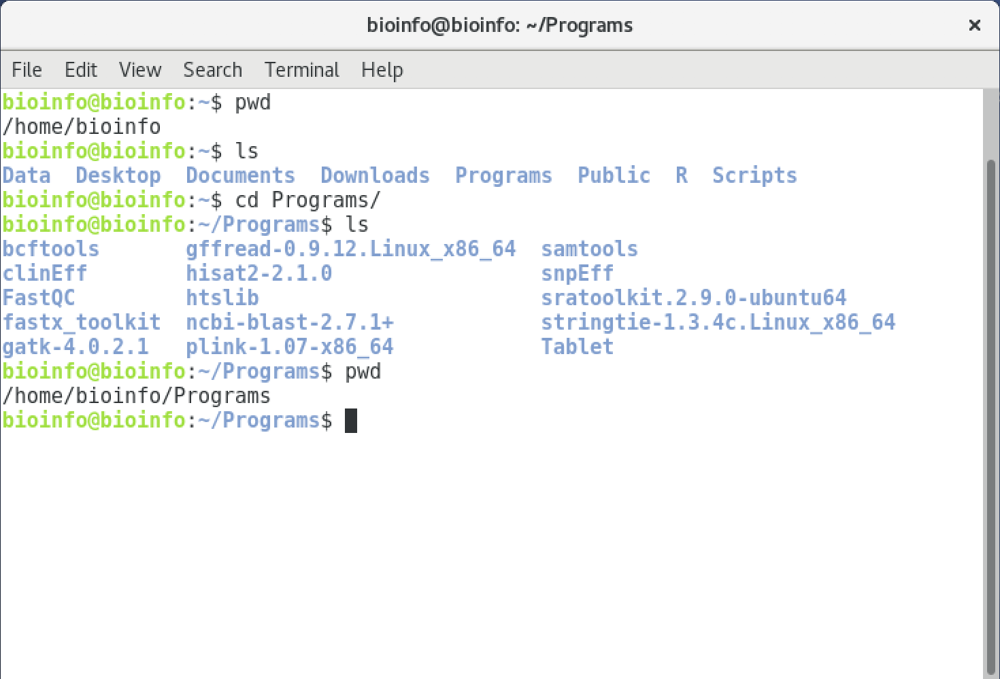 bioinfo@bioinfo: ~/Programs ×
File Edit View Search Terminal Help
bioinfo@bioinfo:~$ pwd
/home/bioinfo
bioinfo@bioinfo:~$ ls
Data  Desktop  Documents  Downloads  Programs  Public  R  Scripts
bioinfo@bioinfo:~$ cd Programs/
bioinfo@bioinfo:~/Programs$ ls
bcftools       gffread-0.9.12.Linux_x86_64  samtools
clinEff        hisat2-2.1.0                 snpEff
FastQC         htslib                       sratoolkit.2.9.0-ubuntu64
fastx_toolkit  ncbi-blast-2.7.1+            stringtie-1.3.4c.Linux_x86_64
gatk-4.0.2.1   plink-1.07-x86_64            Tablet
bioinfo@bioinfo:~/Programs$ pwd
/home/bioinfo/Programs
bioinfo@bioinfo:~/Programs$